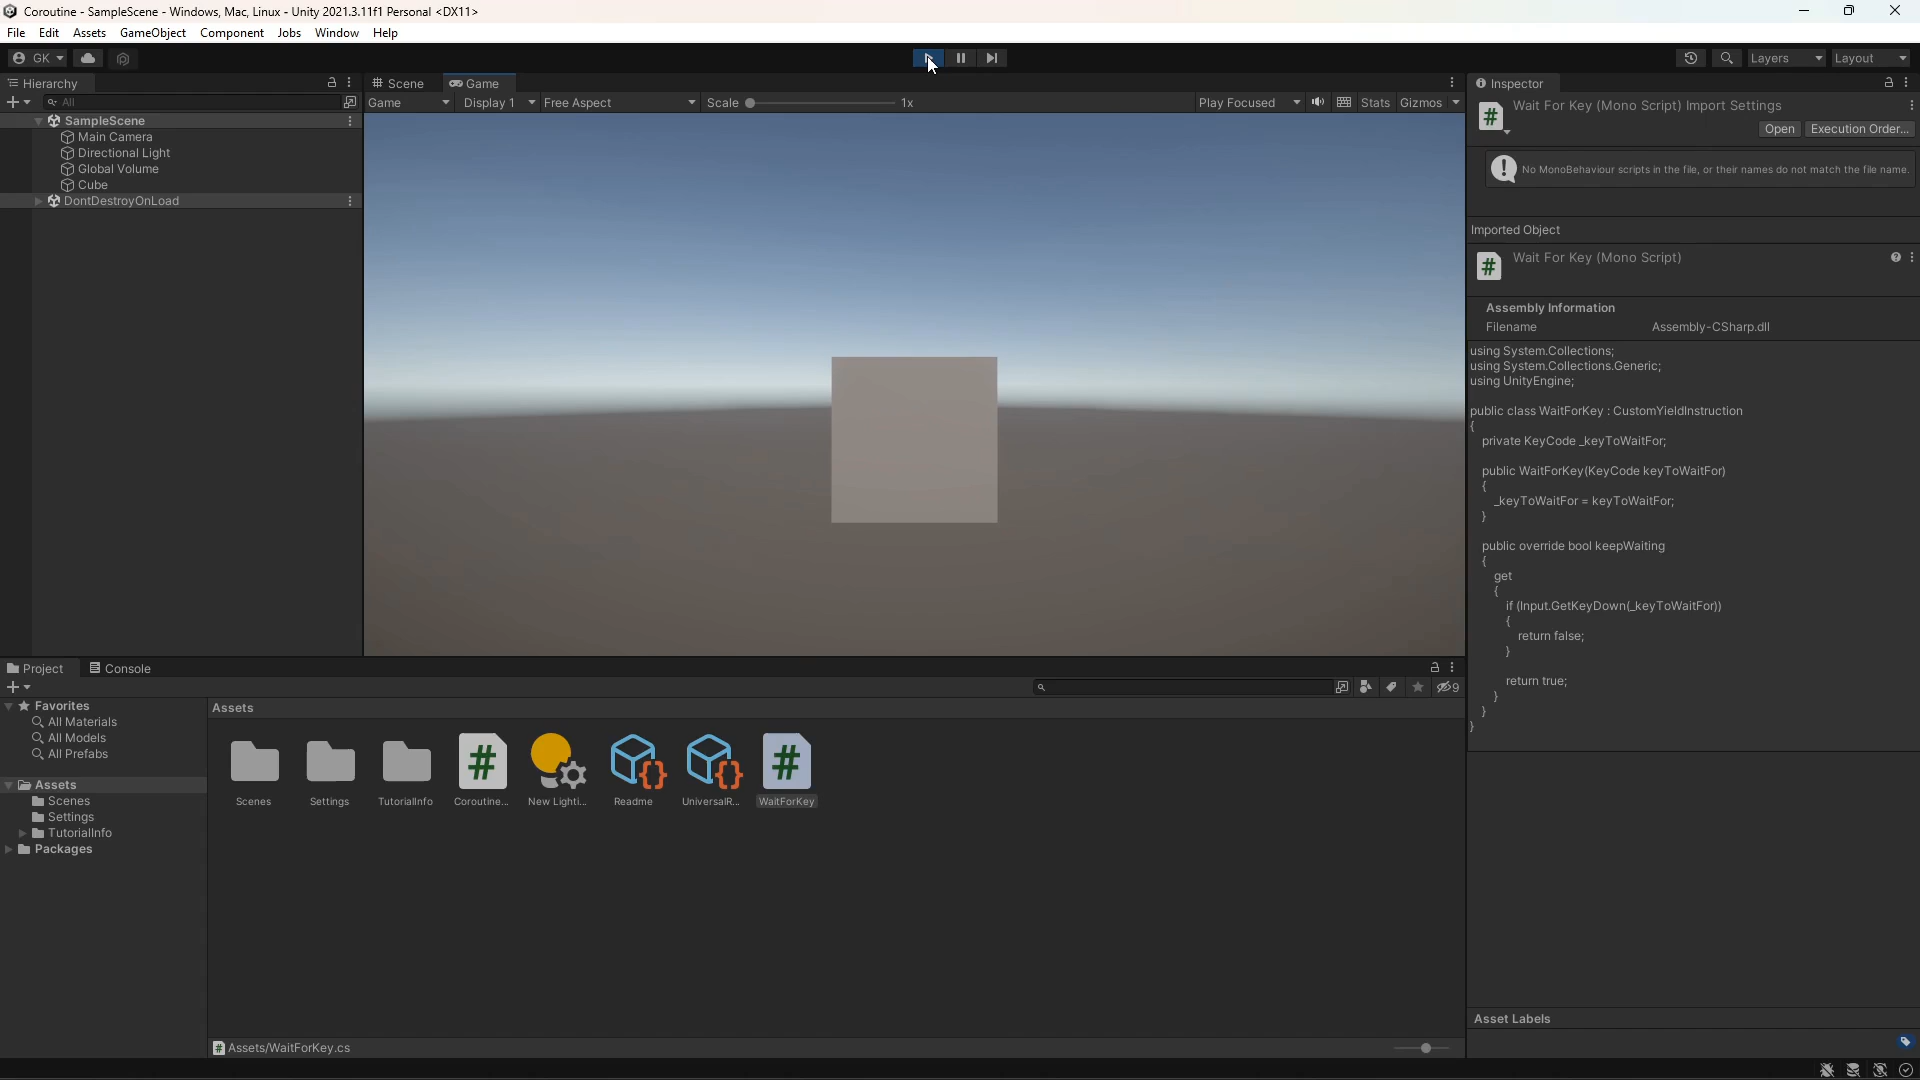 Coroutine - SampleScene - Windows, Mac, Linux - Unity 2021.3.11f1 Personal <DX11>
File Edit Assets GameObject Component Jobs Window Help
GK Layers Layout
Hierarchy
All
SampleScene
Main Camera
Directional Light
Global Volume
Cube
DontDestroyOnLoad
Scene Game
Game Display 1 Free Aspect Scale 1x Play Focused Stats Gizmos
Inspector
Wait For Key (Mono Script) Import Settings
Open Execution Order...
No MonoBehaviour scripts in the file, or their names do not match the file name.
Imported Object
Wait For Key (Mono Script)
Assembly Information
Filename Assembly-CSharp.dll
using System.Collections;
using System.Collections.Generic;
using UnityEngine;
public class WaitForKey : CustomYieldInstruction
{
private KeyCode _keyToWaitFor;
public WaitForKey(KeyCode keyToWaitFor)
{
_keyToWaitFor = keyToWaitFor;
}
public override bool keepWaiting
{
get
{
if (Input.GetKeyDown(_keyToWaitFor))
{
return false;
}
return true;
}
}
}
Asset Labels
Project Console
9
Favorites
All Materials
All Models
All Prefabs
Assets
Scenes
Settings
TutorialInfo
Packages
Assets
Scenes Settings TutorialInfo Coroutine... New Lighti... Readme UniversalR... WaitForKey
Assets/WaitForKey.cs